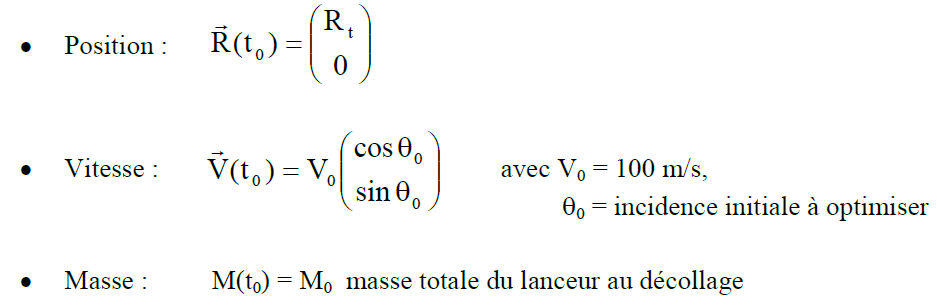 • Position : R⃗(t₀) = (R_t
0)
• Vitesse : V⃗(t₀) = V₀ (cos θ₀
sin θ₀) avec V₀ = 100 m/s,
θ₀ = incidence initiale à optimiser
• Masse : M(t₀) = M₀ masse totale du lanceur au décollage